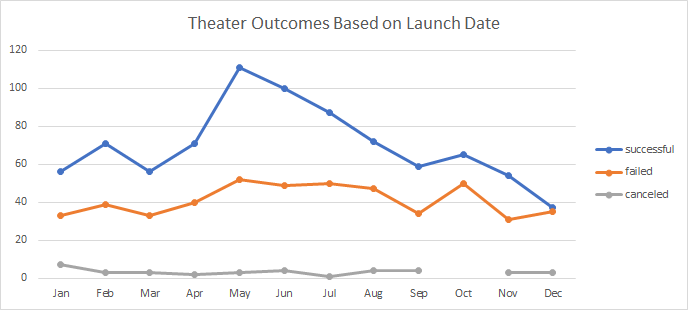 Theater Outcomes Based on Launch Date
120
100
80
60
40
20
0
Jan Feb Mar Apr May Jun Jul Aug Sep Oct Nov Dec
successful
failed
canceled